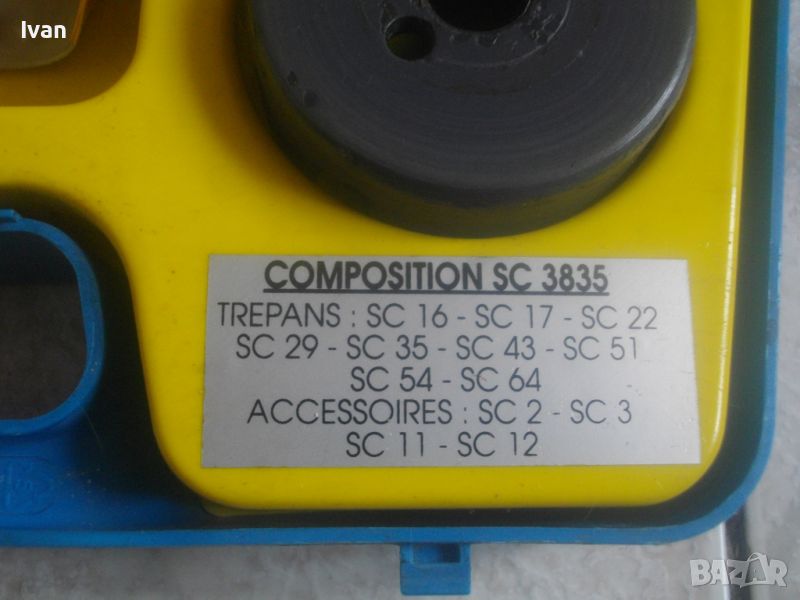 Ivan
COMPOSITION SC 3835
TREPANS : SC 16 - SC 17 - SC 22
SC 29 - SC 35 - SC 43 - SC 51
SC 54 - SC 64
ACCESSOIRES : SC 2 - SC 3
SC 11 - SC 12
BAZAR